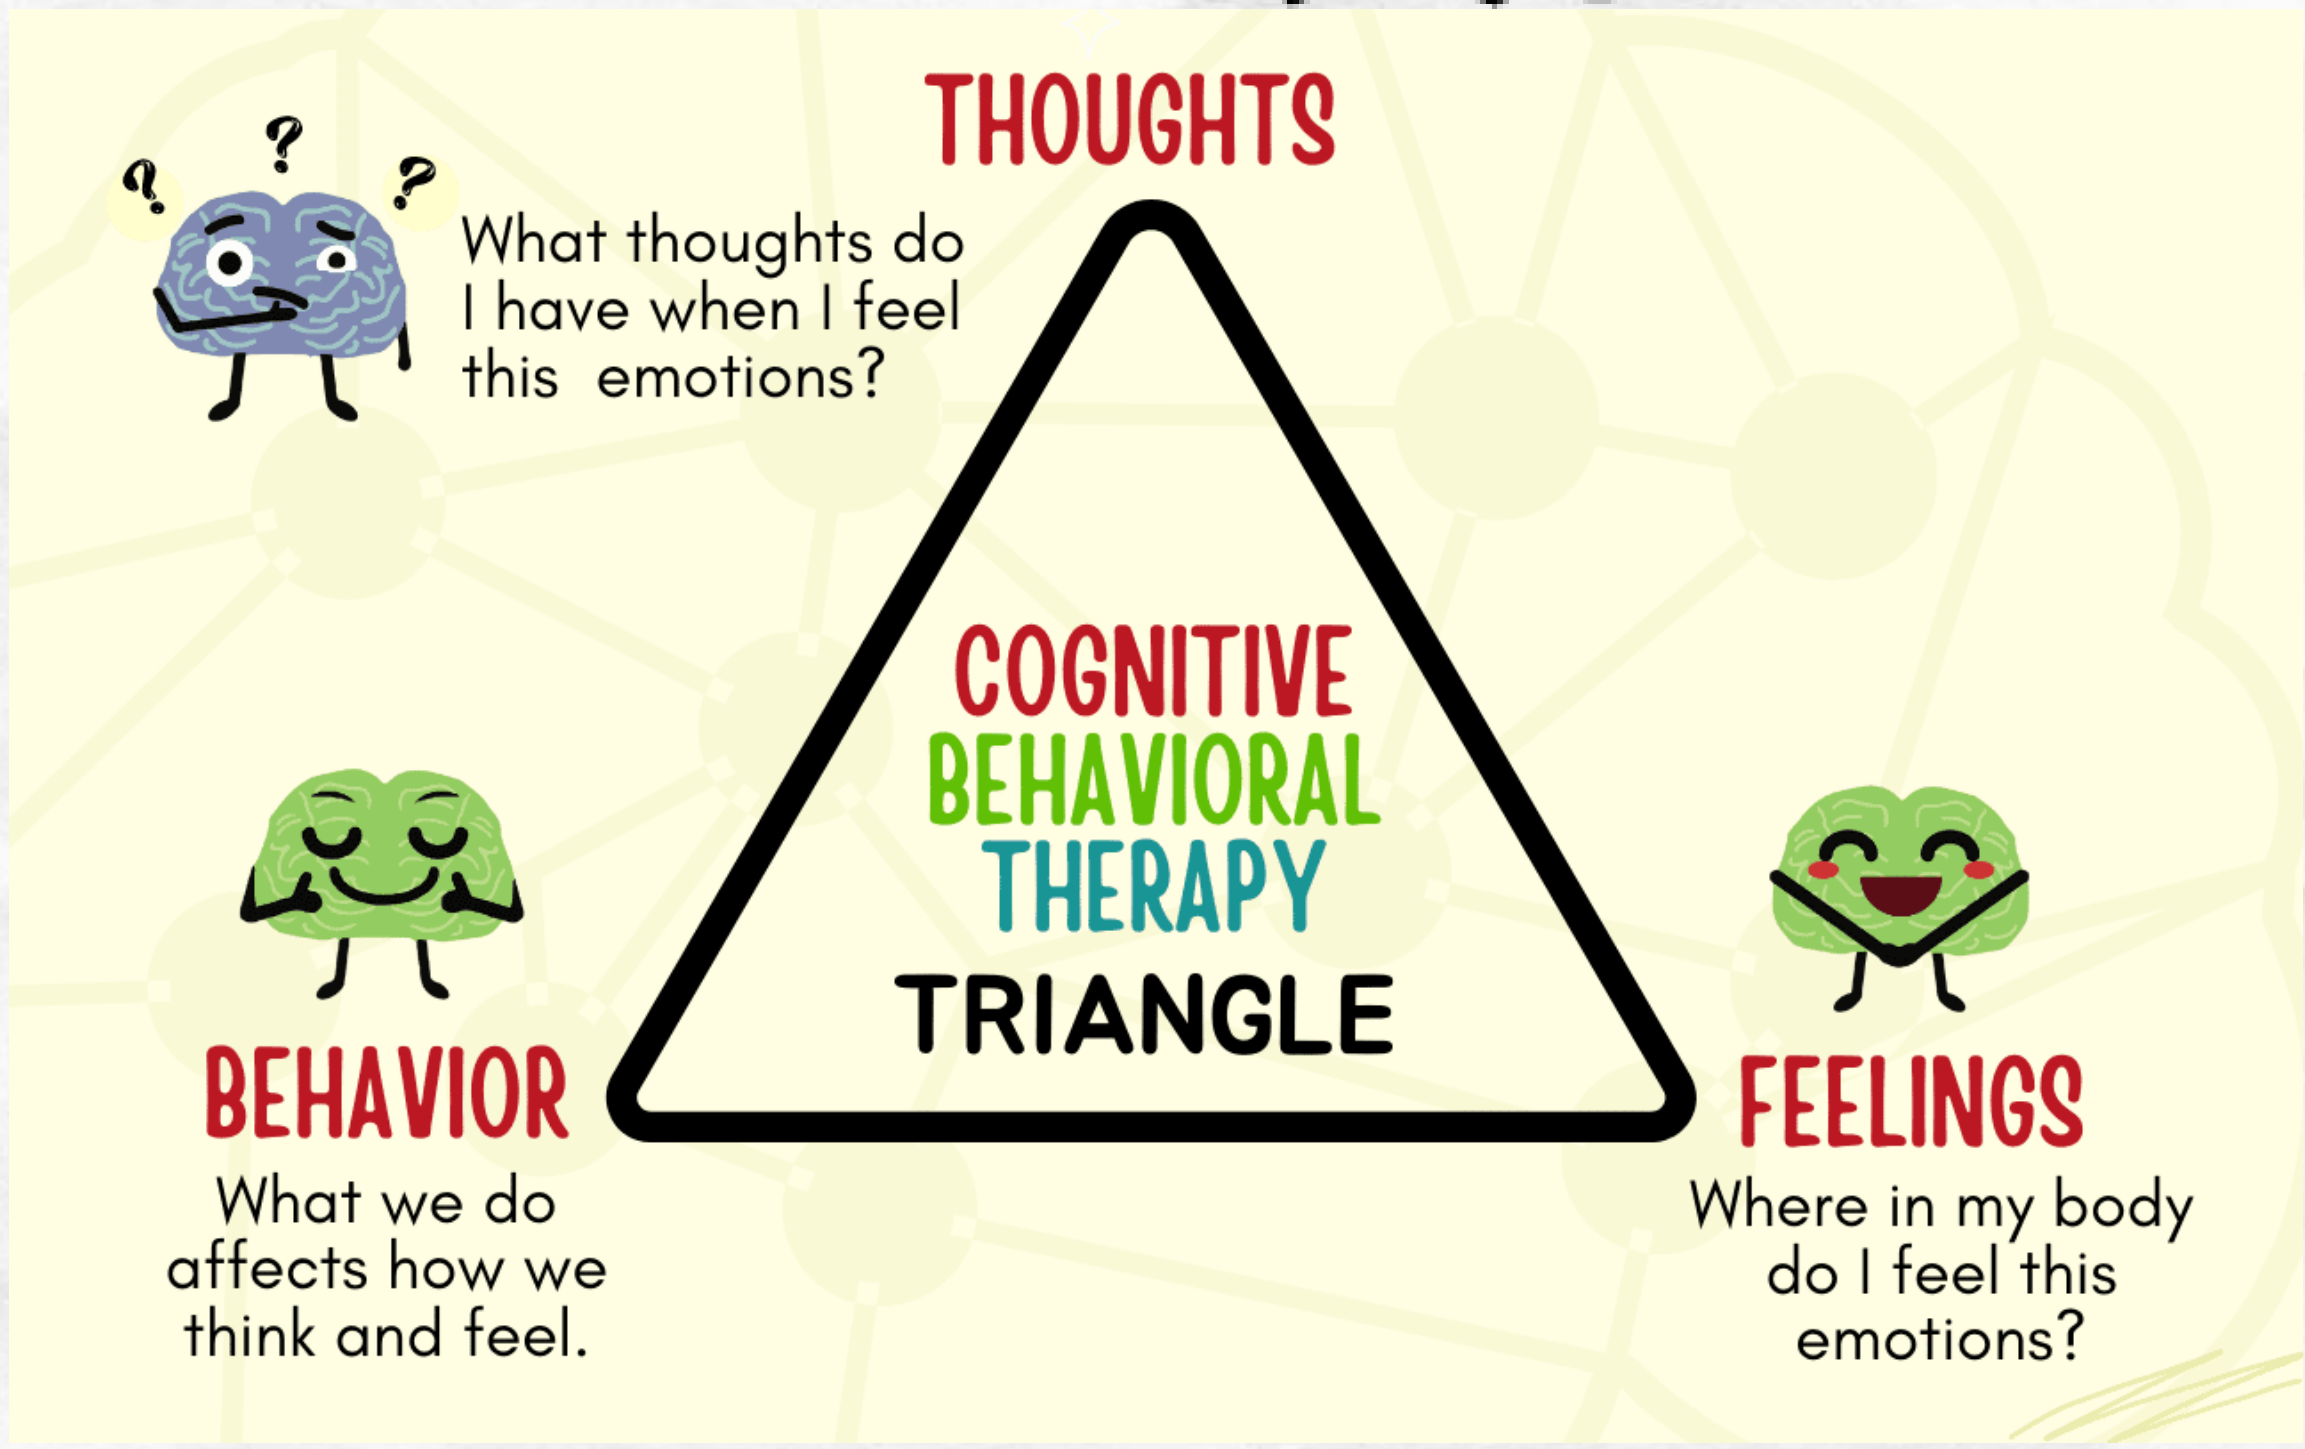 THOUGHTS
? ? ?
What thoughts do
I have when I feel
this emotions?
COGNITIVE
BEHAVIORAL
THERAPY
TRIANGLE
BEHAVIOR
What we do
affects how we
think and feel.
FEELINGS
Where in my body
do I feel this
emotions?